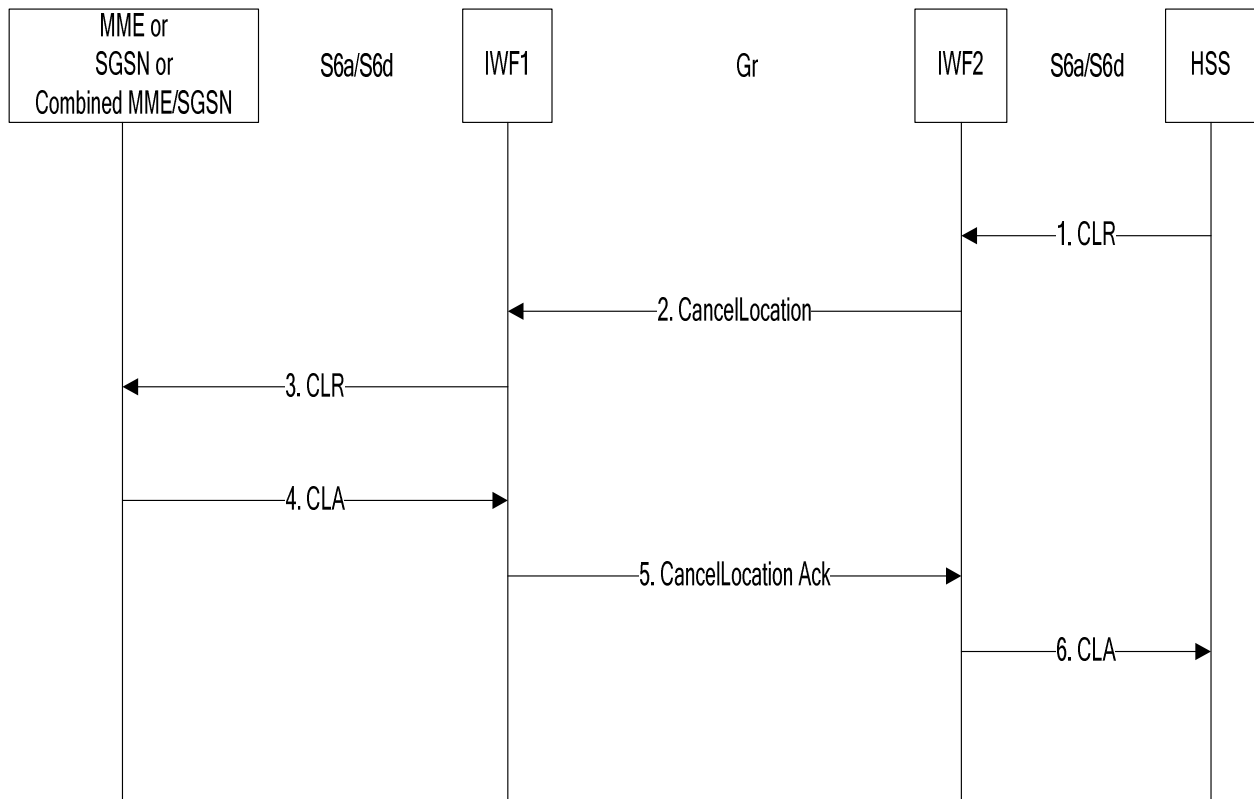 MME or
SGSN or
Combined MME/SGSN
S6a/S6d
IWF1
Gr
IWF2
S6a/S6d
HSS
1. CLR
2. CancelLocation
3. CLR
4. CLA
5. CancelLocation Ack
6. CLA